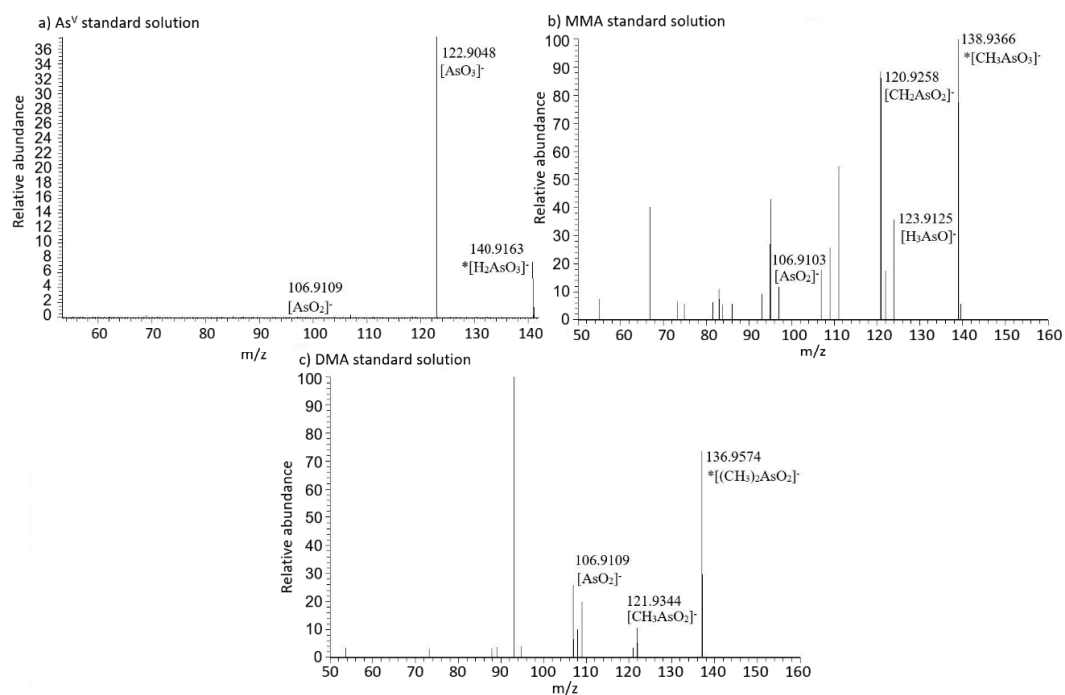 a) Asⱽ standard solution
Relative abundance
36
34
32
30
28
26
24
22
20
18
16
14
12
10
8
6
4
2
0
122.9048
[AsO₃]⁻
140.9163
*[H₂AsO₃]⁻
106.9109
[AsO₂]⁻
60 70 80 90 100 110 120 130 140
m/z
b) MMA standard solution
Relative abundance
100
90
80
70
60
50
40
30
20
10
0
138.9366
*[CH₃AsO₃]⁻
120.9258
[CH₂AsO₂]⁻
123.9125
[H₃AsO]⁻
106.9103
[AsO₂]⁻
50 60 70 80 90 100 110 120 130 140 150 160
m/z
c) DMA standard solution
Relative abundance
100
90
80
70
60
50
40
30
20
10
0
136.9574
*[(CH₃)₂AsO₂]⁻
106.9109
[AsO₂]⁻
121.9344
[CH₃AsO₂]⁻
50 60 70 80 90 100 110 120 130 140 150 160
m/z